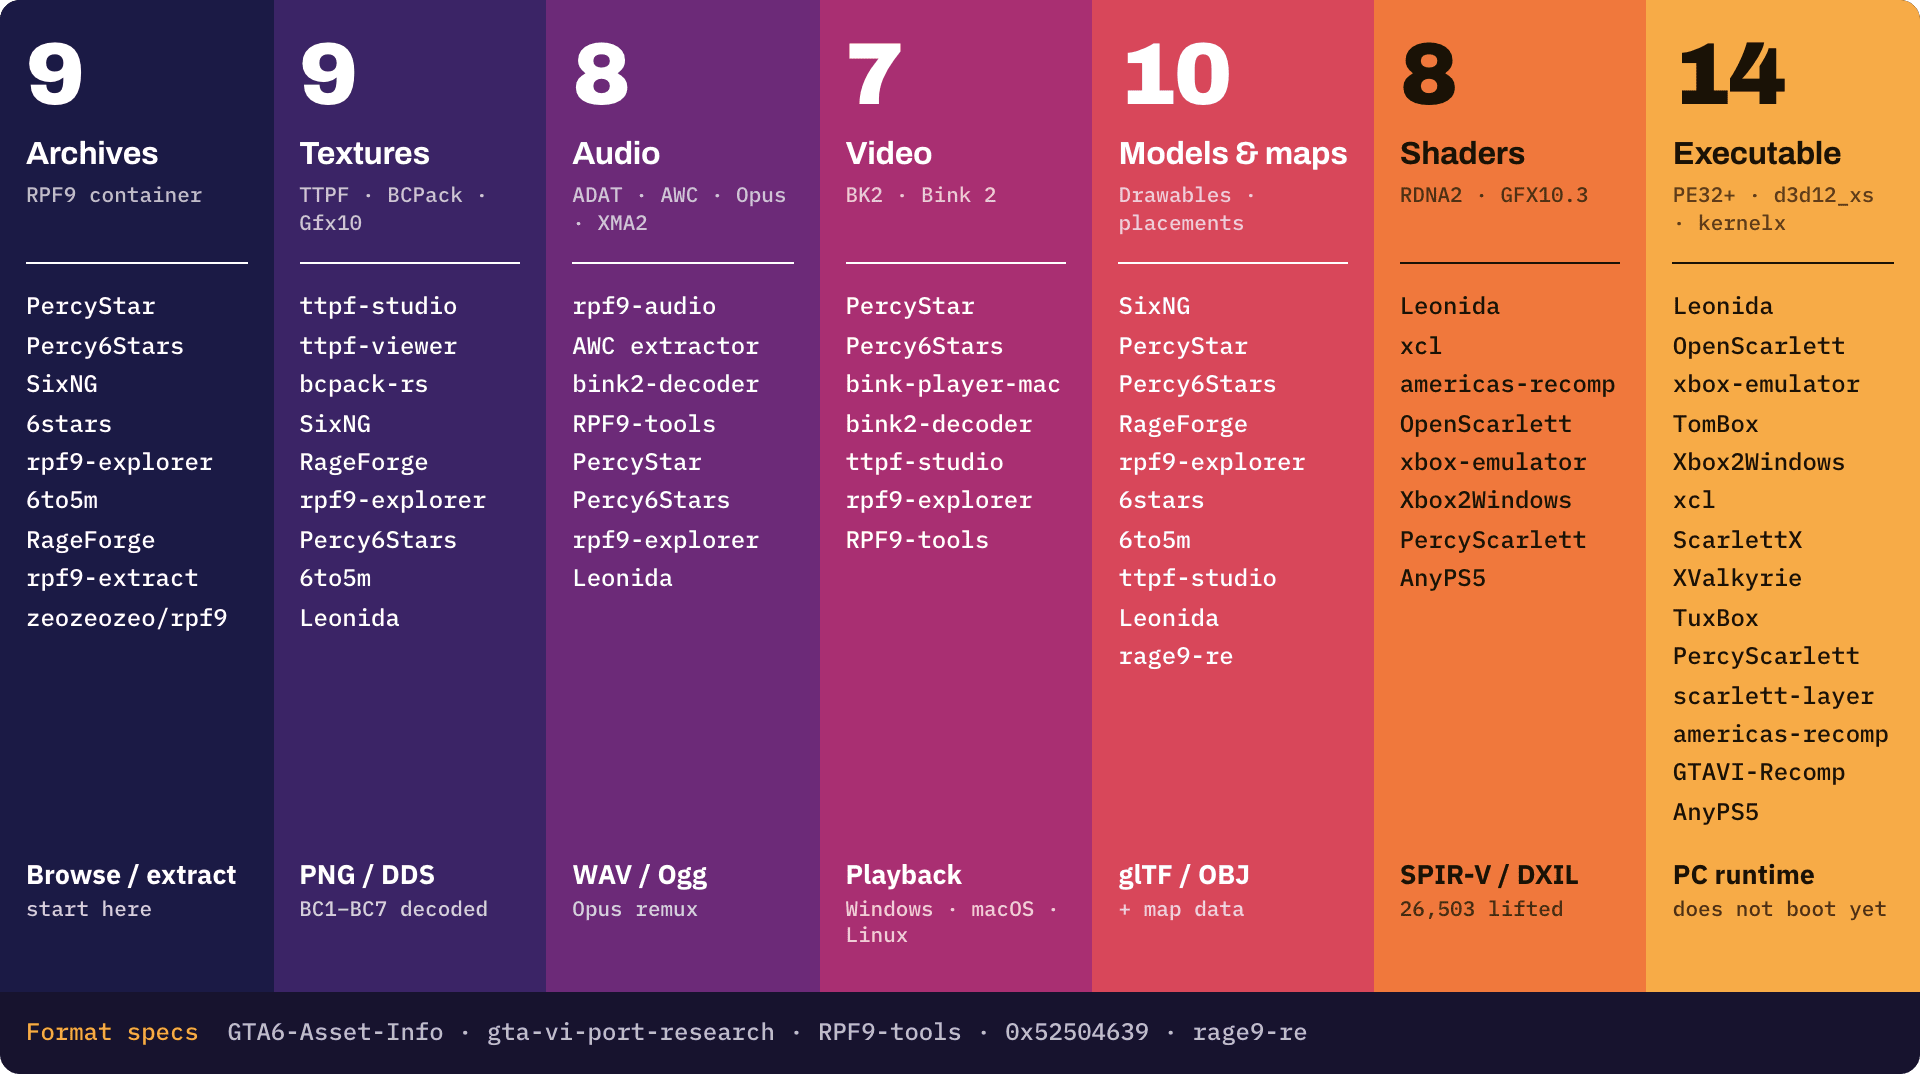 9
Archives
RPF9 container
PercyStar
Percy6Stars
SixNG
6stars
rpf9-explorer
6to5m
RageForge
rpf9-extract
zeozeozeo/rpf9
Browse / extract
start here
9
Textures
TTPF · BCPack ·
Gfx10
ttpf-studio
ttpf-viewer
bcpack-rs
SixNG
RageForge
rpf9-explorer
Percy6Stars
6to5m
Leonida
PNG / DDS
BC1–BC7 decoded
8
Audio
ADAT · AWC · Opus
· XMA2
rpf9-audio
AWC extractor
bink2-decoder
RPF9-tools
PercyStar
Percy6Stars
rpf9-explorer
Leonida
WAV / Ogg
Opus remux
7
Video
BK2 · Bink 2
PercyStar
Percy6Stars
bink-player-mac
bink2-decoder
ttpf-studio
rpf9-explorer
RPF9-tools
Playback
Windows · macOS ·
Linux
10
Models & maps
Drawables ·
placements
SixNG
PercyStar
Percy6Stars
RageForge
rpf9-explorer
6stars
6to5m
ttpf-studio
Leonida
rage9-re
glTF / OBJ
+ map data
8
Shaders
RDNA2 · GFX10.3
Leonida
xcl
americas-recomp
OpenScarlett
xbox-emulator
Xbox2Windows
PercyScarlett
AnyPS5
SPIR-V / DXIL
26,503 lifted
14
Executable
PE32+ · d3d12_xs
· kernelx
Leonida
OpenScarlett
xbox-emulator
TomBox
Xbox2Windows
xcl
ScarlettX
XValkyrie
TuxBox
PercyScarlett
scarlett-layer
americas-recomp
GTAVI-Recomp
AnyPS5
PC runtime
does not boot yet
Format specs GTA6-Asset-Info · gta-vi-port-research · RPF9-tools · 0x52504639 · rage9-re